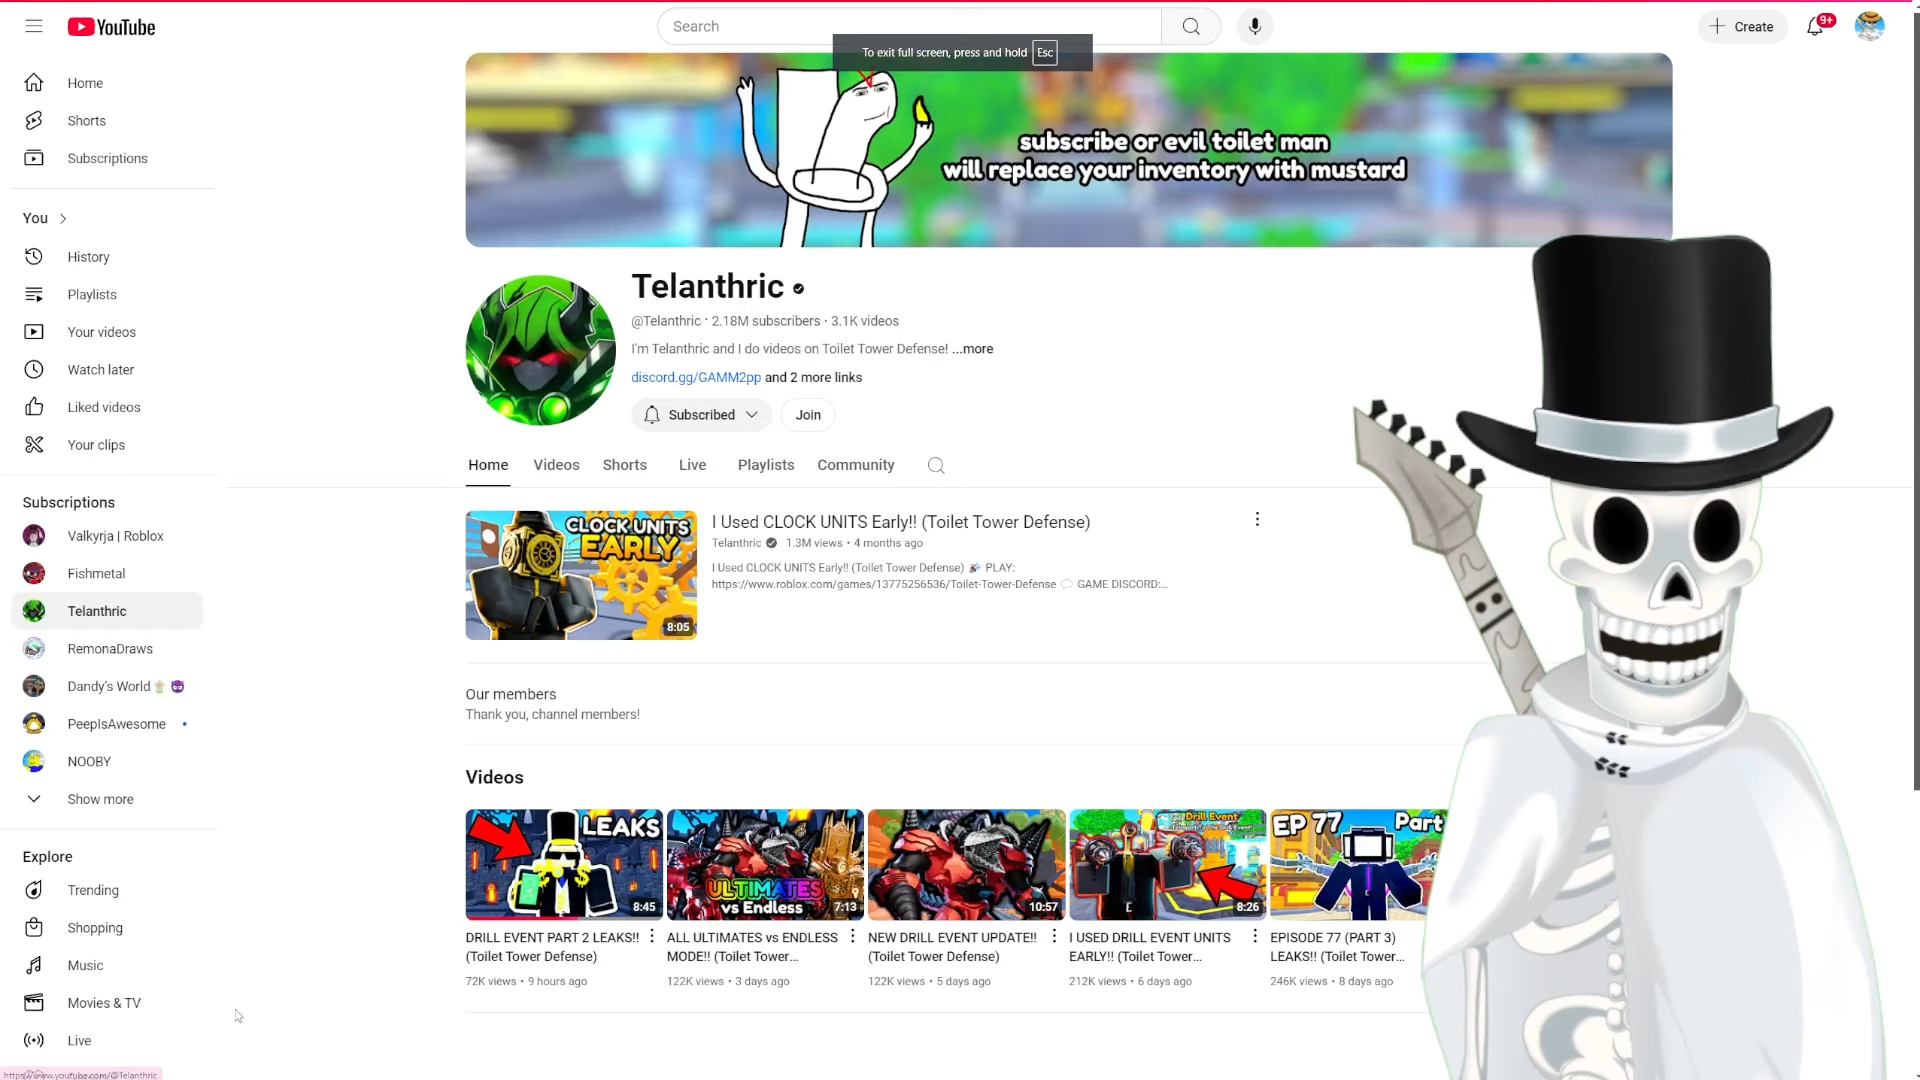 YouTube
Search
Create
9+
To exit full screen, press and hold Esc
Home
Shorts
Subscriptions
You
History
Playlists
Your videos
Watch later
Liked videos
Your clips
Subscriptions
Valkyrja | Roblox
Fishmetal
Telanthric
RemonaDraws
Dandy's World
PeepIsAwesome
NOOBY
Show more
Explore
Trending
Shopping
Music
Movies & TV
Live
https://www.youtube.com/@Telanthric
subscribe or evil toilet man
will replace your inventory with mustard
Telanthric
@Telanthric · 2.18M subscribers · 3.1K videos
I'm Telanthric and I do videos on Toilet Tower Defense! ...more
discord.gg/GAMM2pp and 2 more links
Subscribed
Join
Home Videos Shorts Live Playlists Community
CLOCK UNITS
EARLY
8:05
I Used CLOCK UNITS Early!! (Toilet Tower Defense)
Telanthric 1.3M views • 4 months ago
I Used CLOCK UNITS Early!! (Toilet Tower Defense) 🎉 PLAY:
https://www.roblox.com/games/13775256536/Toilet-Tower-Defense 💬 GAME DISCORD:...
Our members
Thank you, channel members!
Videos
LEAKS
8:45
DRILL EVENT PART 2 LEAKS!!
(Toilet Tower Defense)
72K views • 9 hours ago
ULTIMATES
vs Endless
7:13
ALL ULTIMATES vs ENDLESS
MODE!! (Toilet Tower...
122K views • 3 days ago
10:57
NEW DRILL EVENT UPDATE!!
(Toilet Tower Defense)
122K views • 5 days ago
Drill Event
8:26
I USED DRILL EVENT UNITS
EARLY!! (Toilet Tower...
212K views • 6 days ago
EP 77 Part
EPISODE 77 (PART 3)
LEAKS!! (Toilet Tower...
246K views • 8 days ago